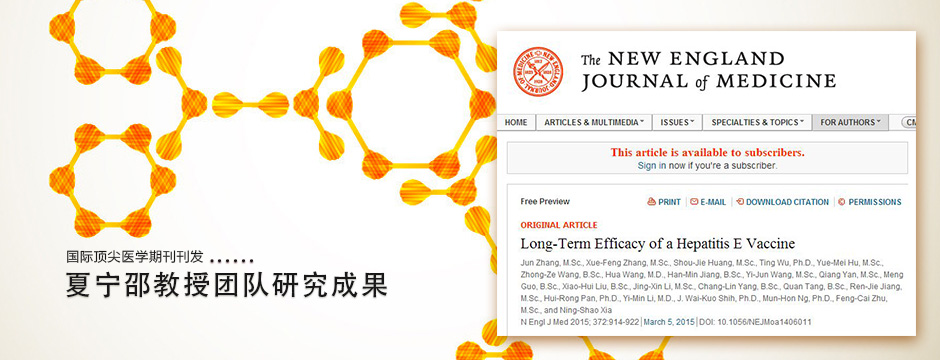 国际顶尖医学期刊刊发 ......
夏宁邵教授团队研究成果
The NEW ENGLAND
JOURNAL of MEDICINE
HOME ARTICLES & MULTIMEDIA ISSUES SPECIALTIES & TOPICS FOR AUTHORS CM
This article is available to subscribers.
Sign in now if you're a subscriber.
Free Preview PRINT E-MAIL DOWNLOAD CITATION PERMISSIONS
ORIGINAL ARTICLE
Long-Term Efficacy of a Hepatitis E Vaccine
Jun Zhang, M.Sc., Xue-Feng Zhang, M.Sc., Shou-Jie Huang, M.Sc., Ting Wu, Ph.D., Yue-Mei Hu, M.Sc.,
Zhong-Ze Wang, B.Sc., Hua Wang, M.D., Han-Min Jiang, B.Sc., Yi-Jun Wang, M.Sc., Qiang Yan, M.Sc., Meng
Guo, B.Sc., Xiao-Hui Liu, B.Sc., Jing-Xin Li, M.Sc., Chang-Lin Yang, B.Sc., Quan Tang, B.Sc., Ren-Jie Jiang,
M.Sc., Hui-Rong Pan, Ph.D., Yi-Min Li, M.D., J. Wai-Kuo Shih, Ph.D., Mun-Hon Ng, Ph.D., Feng-Cai Zhu,
M.Sc., and Ning-Shao Xia
N Engl J Med 2015; 372:914-922 | March 5, 2015 | DOI: 10.1056/NEJMoa1406011